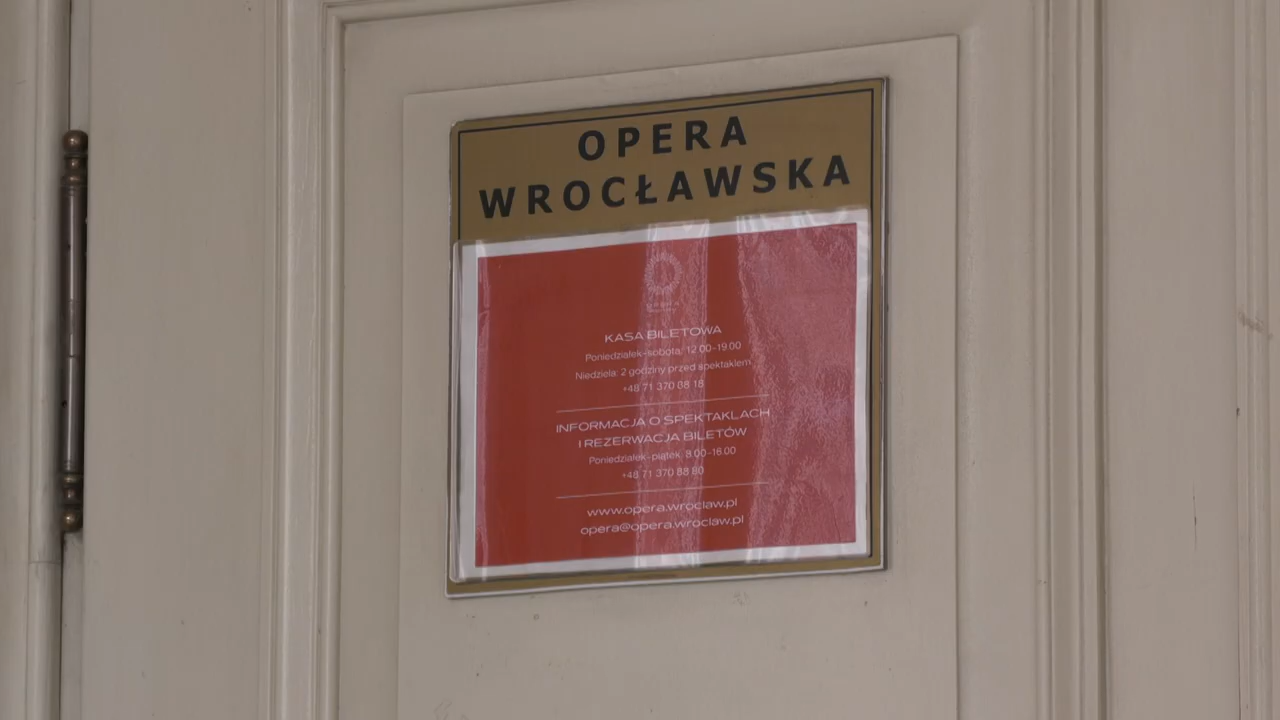 OPERA
WROCŁAWSKA
OPERA
KASA BILETOWA
Poniedziałek-sobota: 12.00-19.00
Niedziela: 2 godziny przed spektaklem
+48 71 370 88 18
INFORMACJA O SPEKTAKLACH
I REZERWACJA BILETÓW
Poniedziałek-piątek: 8.00-16.00
+48 71 370 88 80
www.opera.wroclaw.pl
opera@opera.wroclaw.pl